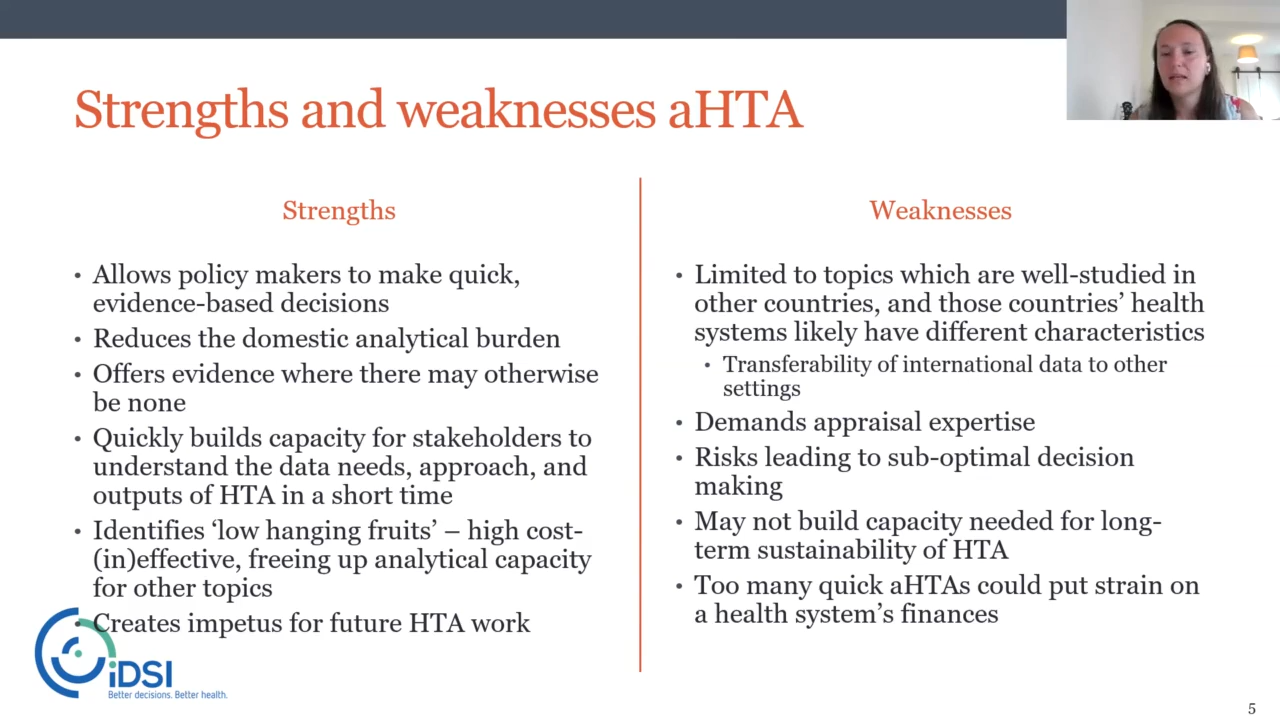 Strengths and weaknesses aHTA
Strengths
• Allows policy makers to make quick,
evidence-based decisions
• Reduces the domestic analytical burden
• Offers evidence where there may otherwise
be none
• Quickly builds capacity for stakeholders to
understand the data needs, approach, and
outputs of HTA in a short time
• Identifies ‘low hanging fruits’ – high cost-
(in)effective, freeing up analytical capacity
for other topics
• Creates impetus for future HTA work
Weaknesses
• Limited to topics which are well-studied in
other countries, and those countries’ health
systems likely have different characteristics
• Transferability of international data to other
settings
• Demands appraisal expertise
• Risks leading to sub-optimal decision
making
• May not build capacity needed for long-
term sustainability of HTA
• Too many quick aHTAs could put strain on
a health system’s finances
iDSI
Better decisions. Better health.
5